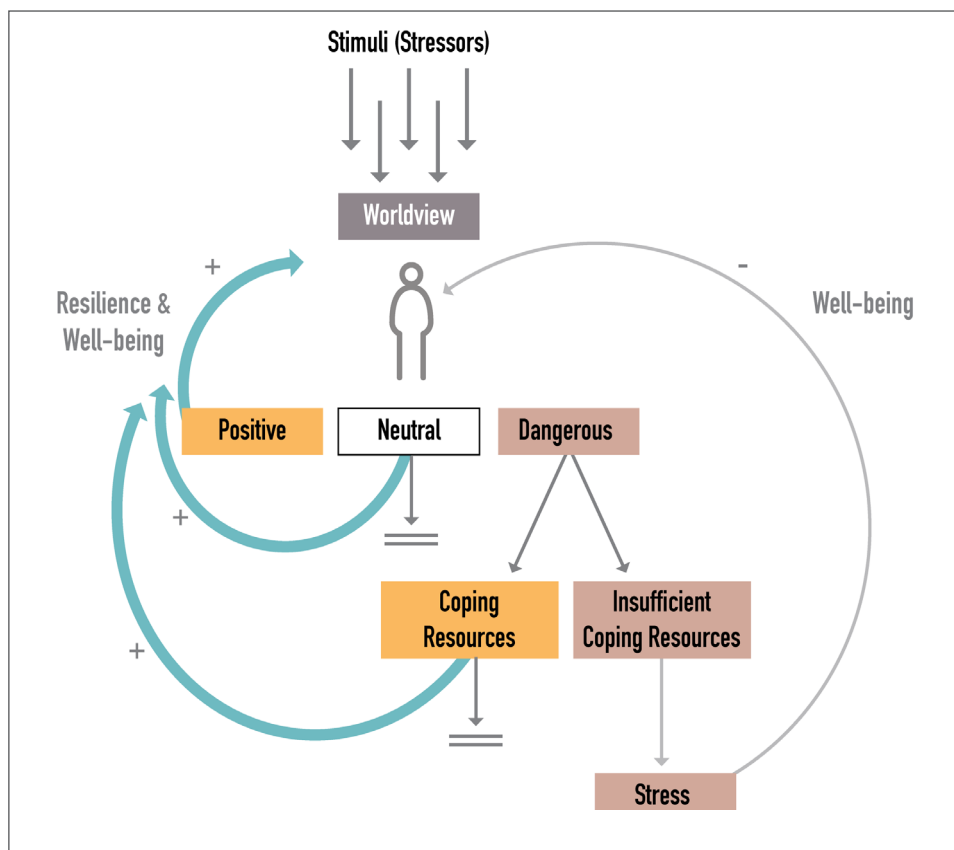 Stimuli (Stressors)
Worldview
+
-
Resilience &
Well-being
Well-being
Positive
Neutral
Dangerous
+
Coping
Resources
Insufficient
Coping Resources
+
Stress